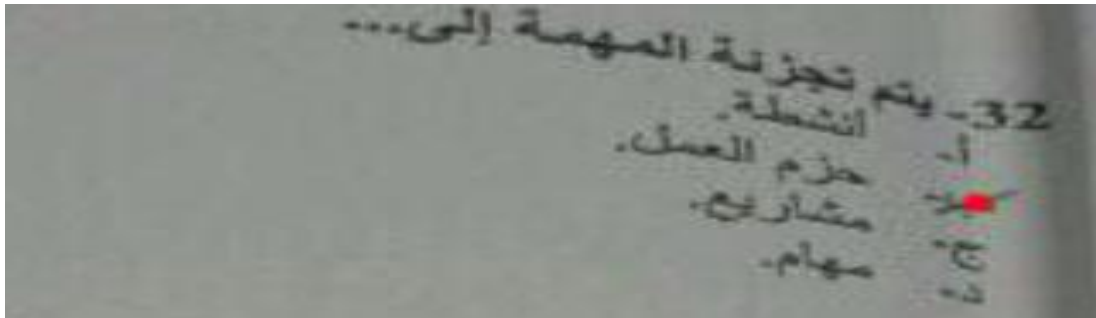 32- يتم تجزئة المهمة إلى...
أ- أنشطة.
ب- حزم العمل.
ج- مشاريع.
د- مهام.